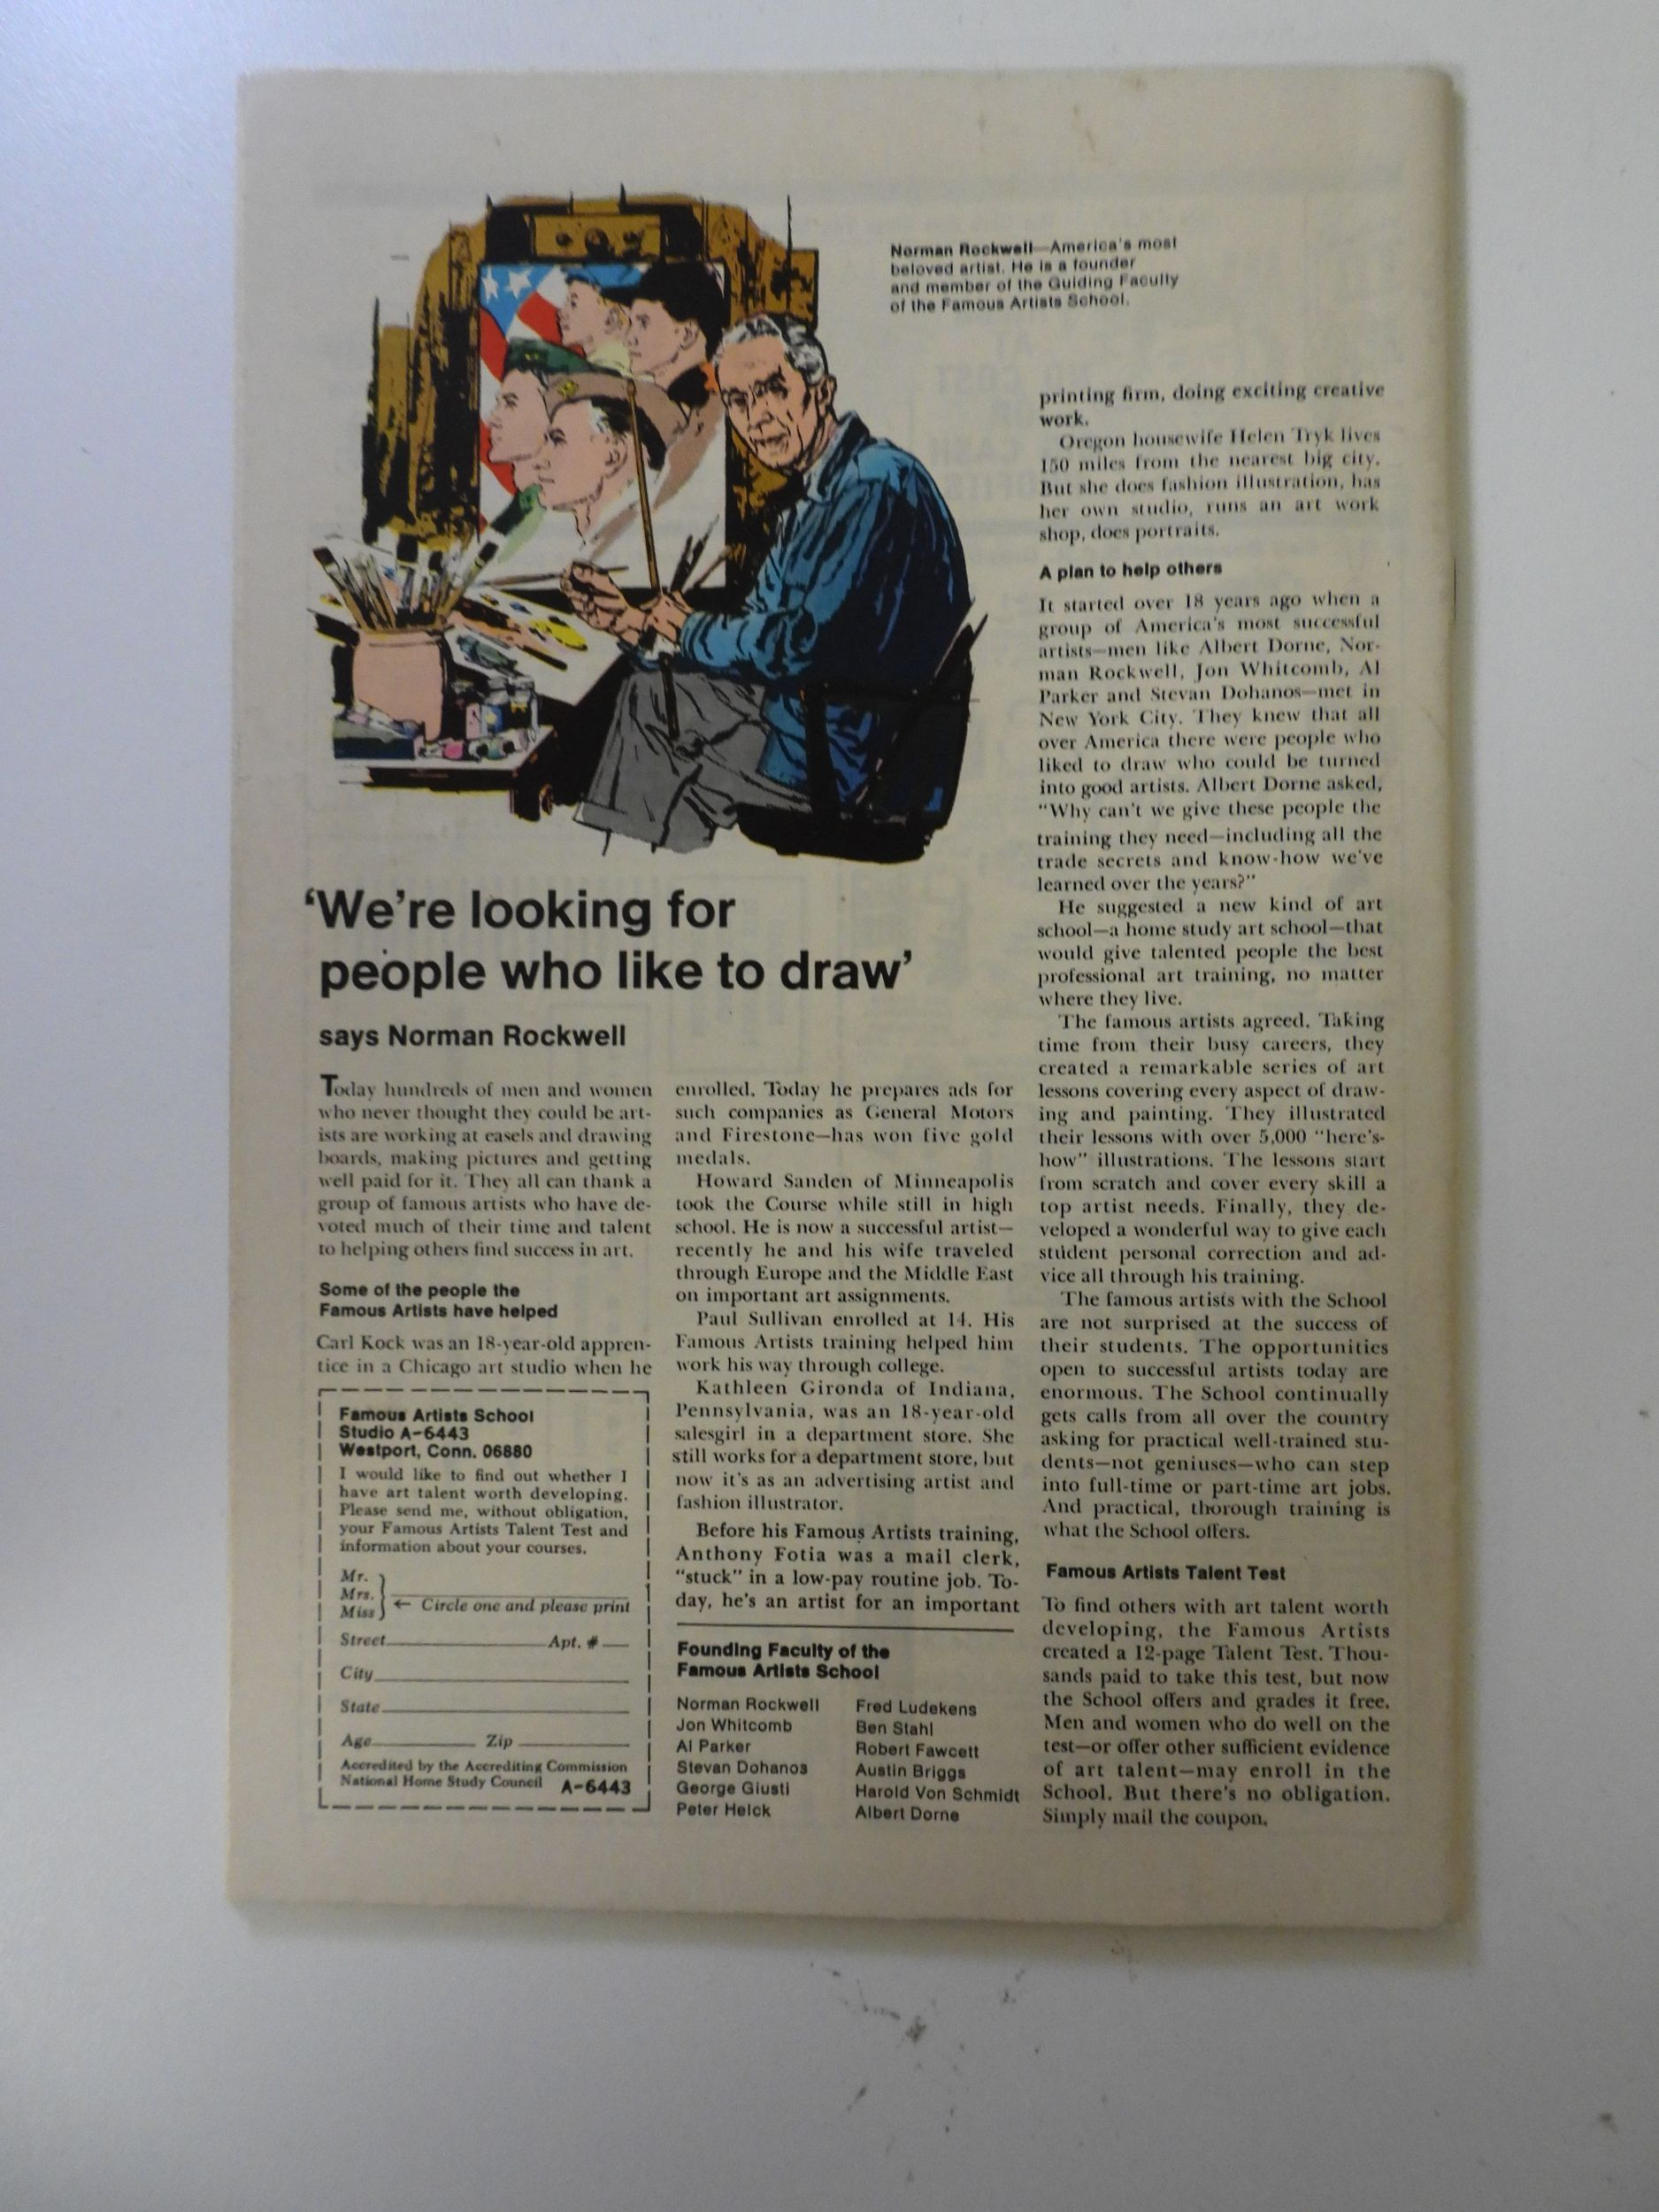 Norman Rockwell—America's most
beloved artist. He is a founder
and member of the Guiding Faculty
of the Famous Artists School.
'We're looking for
people who like to draw'
says Norman Rockwell
Today hundreds of men and women
who never thought they could be art-
ists are working at easels and drawing
boards, making pictures and getting
well paid for it. They all can thank a
group of famous artists who have de-
voted much of their time and talent
to helping others find success in art.
Some of the people the
Famous Artists have helped
Carl Kock was an 18-year-old appren-
tice in a Chicago art studio when he
enrolled. Today he prepares ads for
such companies as General Motors
and Firestone—has won five gold
medals.
Howard Sanden of Minneapolis
took the Course while still in high
school. He is now a successful artist—
recently he and his wife traveled
through Europe and the Middle East
on important art assignments.
Paul Sullivan enrolled at 14. His
Famous Artists training helped him
work his way through college.
Kathleen Gironda of Indiana,
Pennsylvania, was an 18-year-old
salesgirl in a department store. She
still works for a department store, but
now it's as an advertising artist and
fashion illustrator.
Before his Famous Artists training,
Anthony Fotia was a mail clerk,
"stuck" in a low-pay routine job. To-
day, he's an artist for an important
printing firm, doing exciting creative
work.
Oregon housewife Helen Tryk lives
150 miles from the nearest big city.
But she does fashion illustration, has
her own studio, runs an art work
shop, does portraits.
A plan to help others
It started over 18 years ago when a
group of America's most successful
artists—men like Albert Dorne, Nor-
man Rockwell, Jon Whitcomb, Al
Parker and Stevan Dohanos—met in
New York City. They knew that all
over America there were people who
liked to draw who could be turned
into good artists. Albert Dorne asked,
"Why can't we give these people the
training they need—including all the
trade secrets and know-how we've
learned over the years?"
He suggested a new kind of art
school—a home study art school—that
would give talented people the best
professional art training, no matter
where they live.
The famous artists agreed. Taking
time from their busy careers, they
created a remarkable series of art
lessons covering every aspect of draw-
ing and painting. They illustrated
their lessons with over 5,000 "here's-
how" illustrations. The lessons start
from scratch and cover every skill a
top artist needs. Finally, they de-
veloped a wonderful way to give each
student personal correction and ad-
vice all through his training.
The famous artists with the School
are not surprised at the success of
their students. The opportunities
open to successful artists today are
enormous. The School continually
gets calls from all over the country
asking for practical well-trained stu-
dents—not geniuses—who can step
into full-time or part-time art jobs.
And practical, thorough training is
what the School offers.
Famous Artists Talent Test
To find others with art talent worth
developing, the Famous Artists
created a 12-page Talent Test. Thou-
sands paid to take this test, but now
the School offers and grades it free.
Men and women who do well on the
test—or offer other sufficient evidence
of art talent—may enroll in the
School. But there's no obligation.
Simply mail the coupon.
Famous Artists School
Studio A-6443
Westport, Conn. 06880
I would like to find out whether I
have art talent worth developing.
Please send me, without obligation,
your Famous Artists Talent Test and
information about your courses.
Mr.
Mrs.
Miss
← Circle one and please print
Street Apt. #
City
State
Age Zip
Accredited by the Accrediting Commission
National Home Study Council A-6443
Founding Faculty of the
Famous Artists School
Norman Rockwell
Jon Whitcomb
Al Parker
Stevan Dohanos
George Giusti
Peter Helck
Fred Ludekens
Ben Stahl
Robert Fawcett
Austin Briggs
Harold Von Schmidt
Albert Dorne